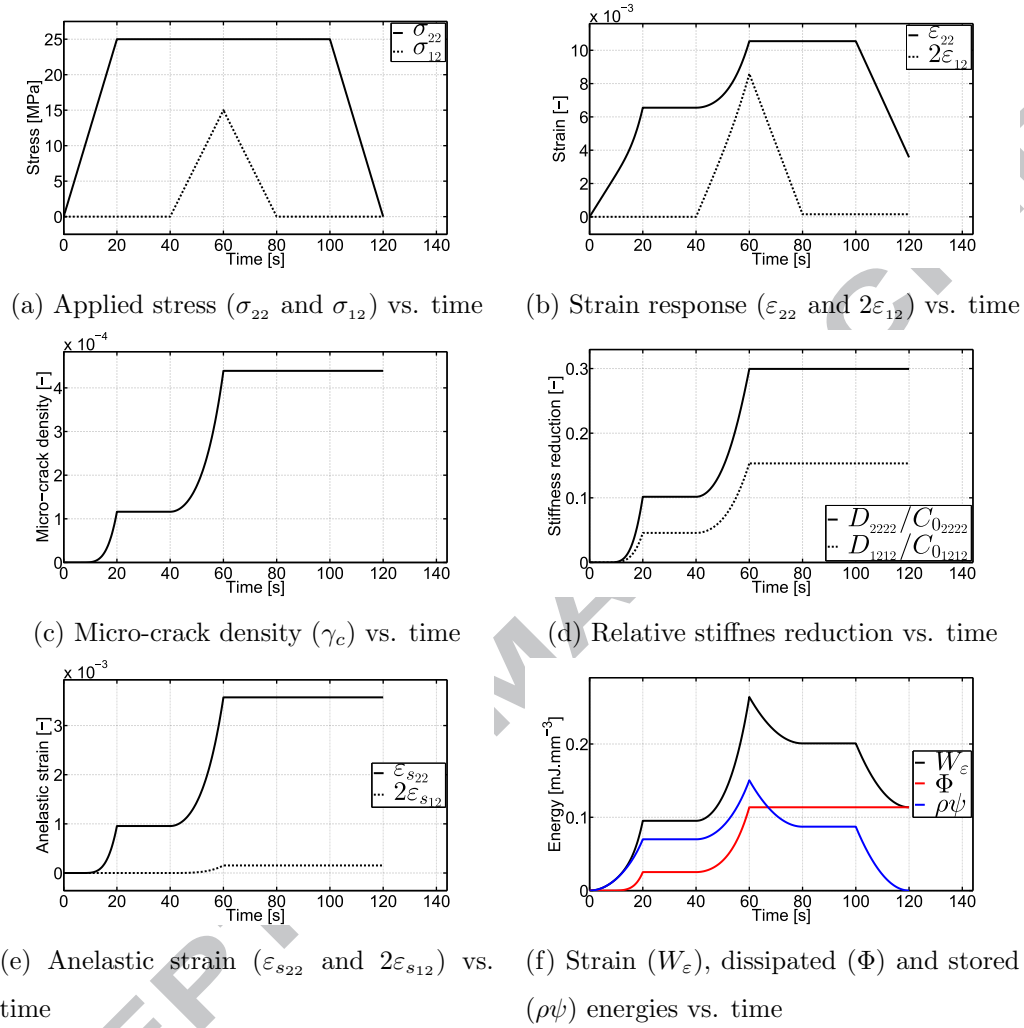 σ22
σ12
25
20
15
10
5
0
Stress [MPa]
0 20 40 60 80 100 120 140
Time [s]
(a) Applied stress (σ22 and σ12) vs. time
x 10−3
ε22
2ε12
10
8
6
4
2
0
Strain [−]
0 20 40 60 80 100 120 140
Time [s]
(b) Strain response (ε22 and 2ε12) vs. time
x 10−4
4
3
2
1
0
Micro−crack density [−]
0 20 40 60 80 100 120 140
Time [s]
(c) Micro-crack density (γc) vs. time
0.3
0.2
0.1
0
Stiffness reduction [−]
D2222/C02222
D1212/C01212
0 20 40 60 80 100 120 140
Time [s]
(d) Relative stiffnes reduction vs. time
x 10−3
3
2
1
0
Anelastic strain [−]
εs22
2εs12
0 20 40 60 80 100 120 140
Time [s]
(e) Anelastic strain (εs22 and 2εs12) vs.
time
0.2
0.1
0
Energy [mJ.mm−3]
Wε
Φ
ρψ
0 20 40 60 80 100 120 140
Time [s]
(f) Strain (Wε), dissipated (Φ) and stored
(ρψ) energies vs. time